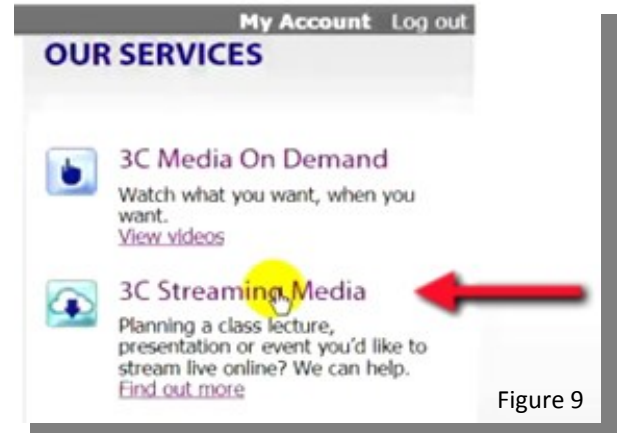 My Account Log out
OUR SERVICES
3C Media On Demand
Watch what you want, when you
want.
View videos
3C Streaming Media
Planning a class lecture,
presentation or event you'd like to
stream live online? We can help.
Find out more
Figure 9